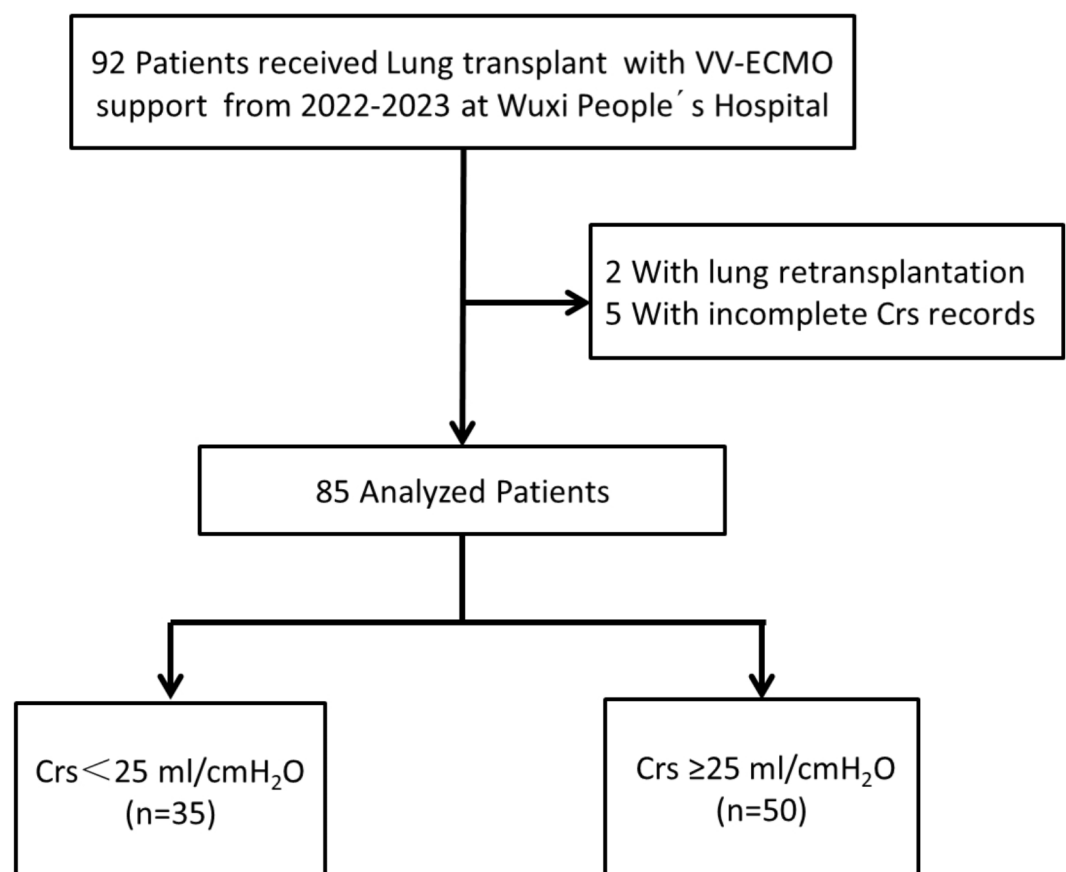 92 Patients received Lung transplant with VV-ECMO
support from 2022-2023 at Wuxi People´s Hospital
2 With lung retransplantation
5 With incomplete Crs records
85 Analyzed Patients
Crs＜25 ml/cmH₂O
(n=35)
Crs ≥25 ml/cmH₂O
(n=50)